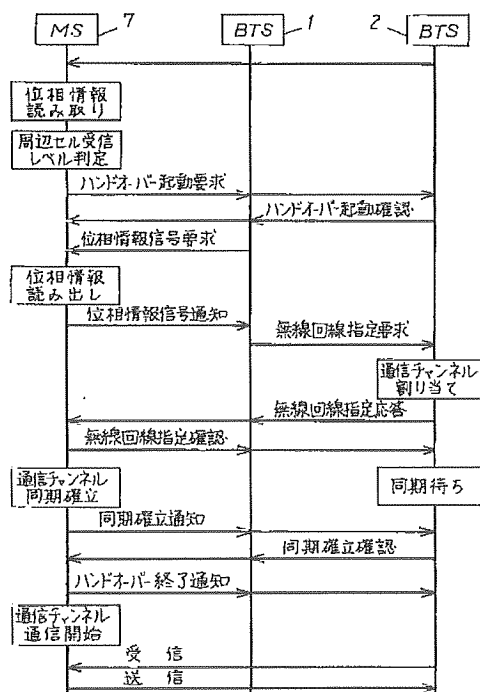 MS 7 BTS 1 2 BTS
位相情報
読み取り
周辺セル受信
レベル判定
ハンドオーバー起動要求
ハンドオーバー起動確認
位相情報信号要求
位相情報
読み出し
位相情報信号通知
無線回線指定要求
通信チャンネル
割り当て
無線回線指定応答
無線回線指定確認
通信チャンネル
同期確立
同期待ち
同期確立通知
同期確立確認
ハンドオーバー終了通知
通信チャンネル
通信開始
受信
送信